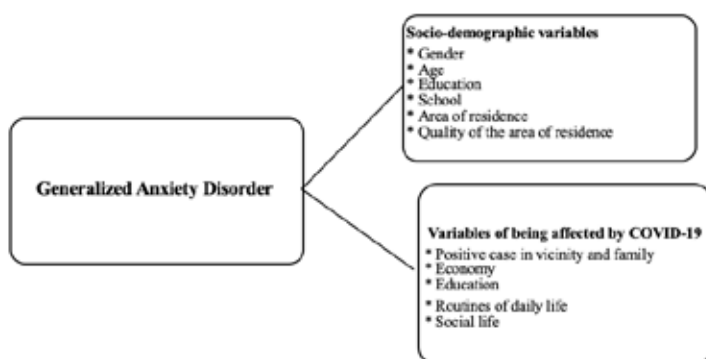 Socio-demographic variables
* Gender
* Age
* Education
* School
* Area of residence
* Quality of the area of residence
Generalized Anxiety Disorder
Variables of being affected by COVID-19
* Positive case in vicinity and family
* Economy
* Education
* Routines of daily life
* Social life